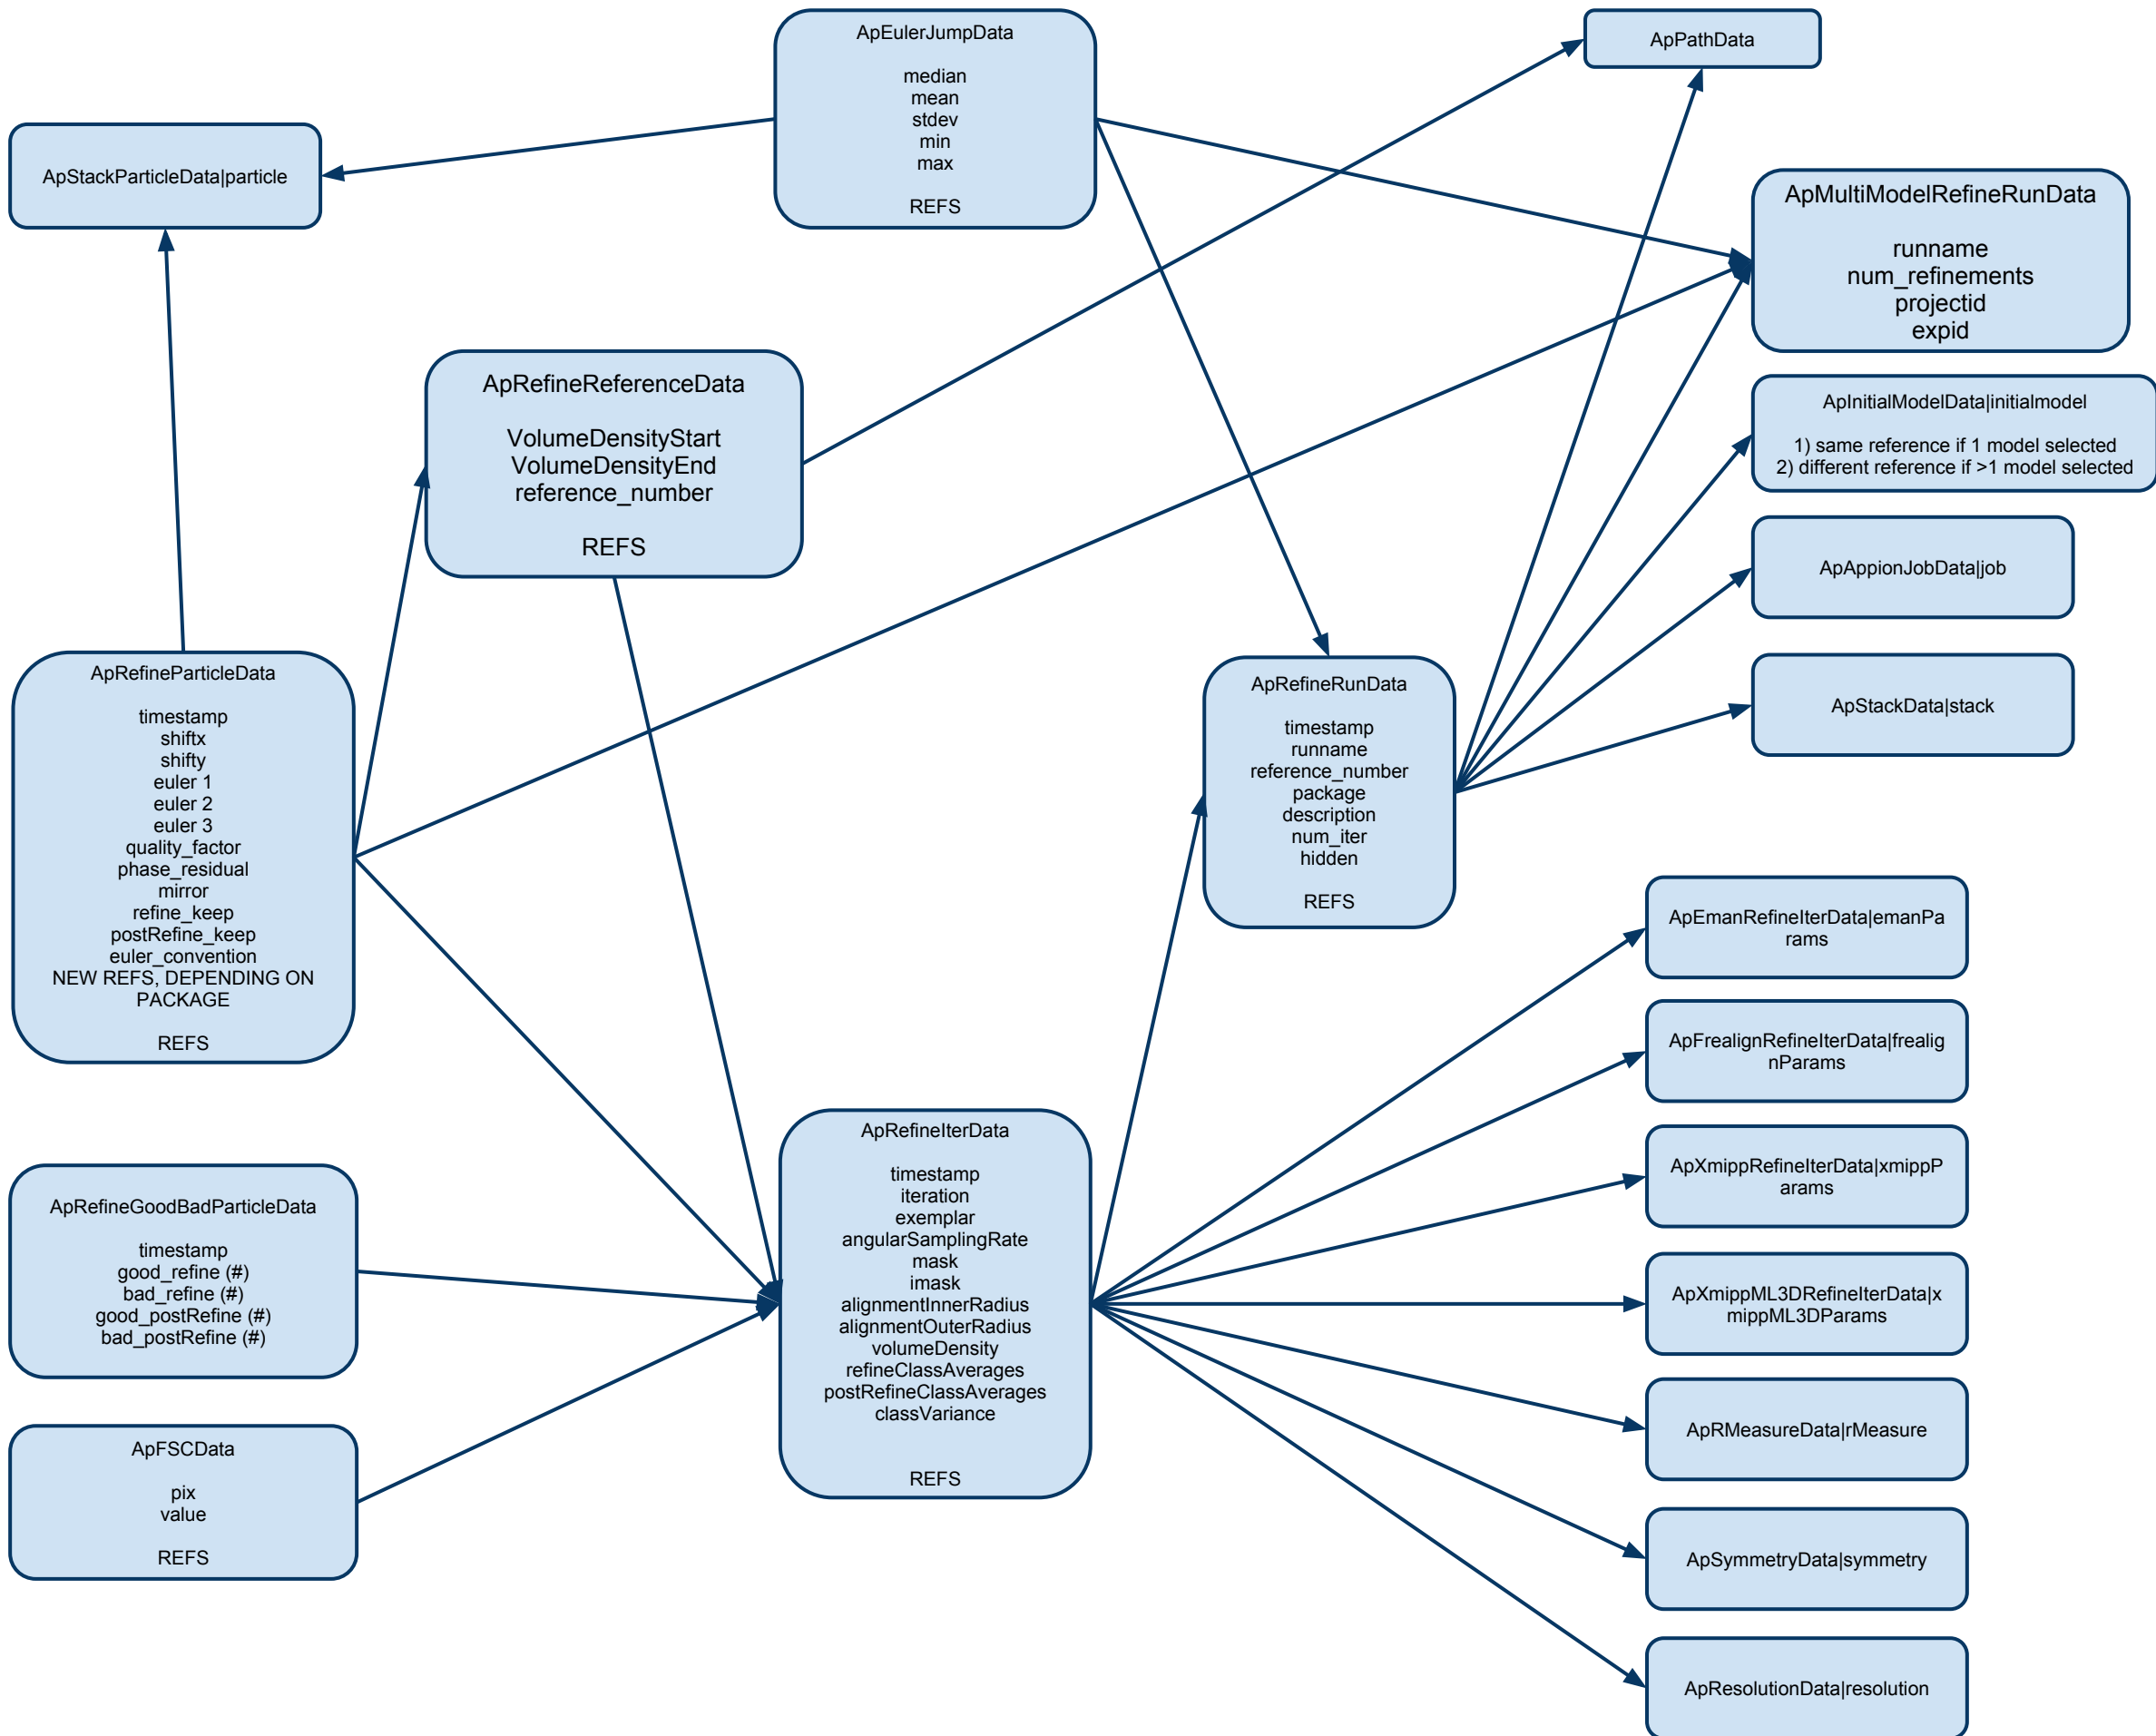 ApEulerJumpData
median
mean
stdev
min
max
REFS
ApPathData
ApStackParticleData|particle
ApMultiModelRefineRunData
runname
num_refinements
projectid
expid
ApRefineReferenceData
VolumeDensityStart
VolumeDensityEnd
reference_number
REFS
ApInitialModelData|initialmodel
1) same reference if 1 model selected
2) different reference if >1 model selected
ApAppionJobData|job
ApStackData|stack
ApRefineParticleData
timestamp
shiftx
shifty
euler 1
euler 2
euler 3
quality_factor
phase_residual
mirror
refine_keep
postRefine_keep
euler_convention
NEW REFS, DEPENDING ON
PACKAGE
REFS
ApRefineRunData
timestamp
runname
reference_number
package
description
num_iter
hidden
REFS
ApEmanRefineIterData|emanPa
rams
ApFrealignRefineIterData|frealig
nParams
ApXmippRefineIterData|xmippP
arams
ApXmippML3DRefineIterData|x
mippML3DParams
ApRMeasureData|rMeasure
ApSymmetryData|symmetry
ApResolutionData|resolution
ApRefineIterData
timestamp
iteration
exemplar
angularSamplingRate
mask
imask
alignmentInnerRadius
alignmentOuterRadius
volumeDensity
refineClassAverages
postRefineClassAverages
classVariance
REFS
ApRefineGoodBadParticleData
timestamp
good_refine (#)
bad_refine (#)
good_postRefine (#)
bad_postRefine (#)
ApFSCData
pix
value
REFS